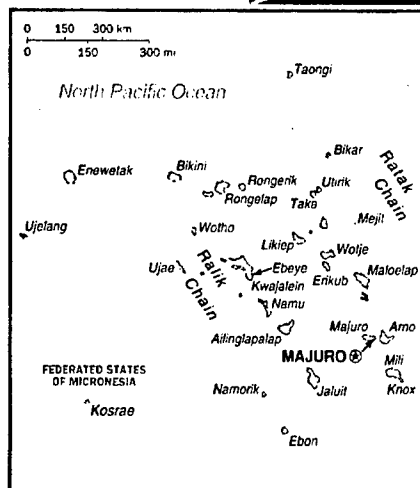 0 150 300 km
0 150 300 mi
Taongi
North Pacific Ocean
Bikar
Enewetak
Bikini
Rongerik
Utirik
Ratak
Chain
Rongelap
Taka
Mejit
Ujelang
Wotho
Likiep
Wotje
Ujae
Ralik
Chain
Ebeye
Erikub
Maloelap
Kwajalein
Namu
Ailinglapalap
Majuro
Arno
MAJURO
FEDERATED STATES
OF MICRONESIA
Mili
Namorik
Jaluit
Knox
Kosrae
Ebon